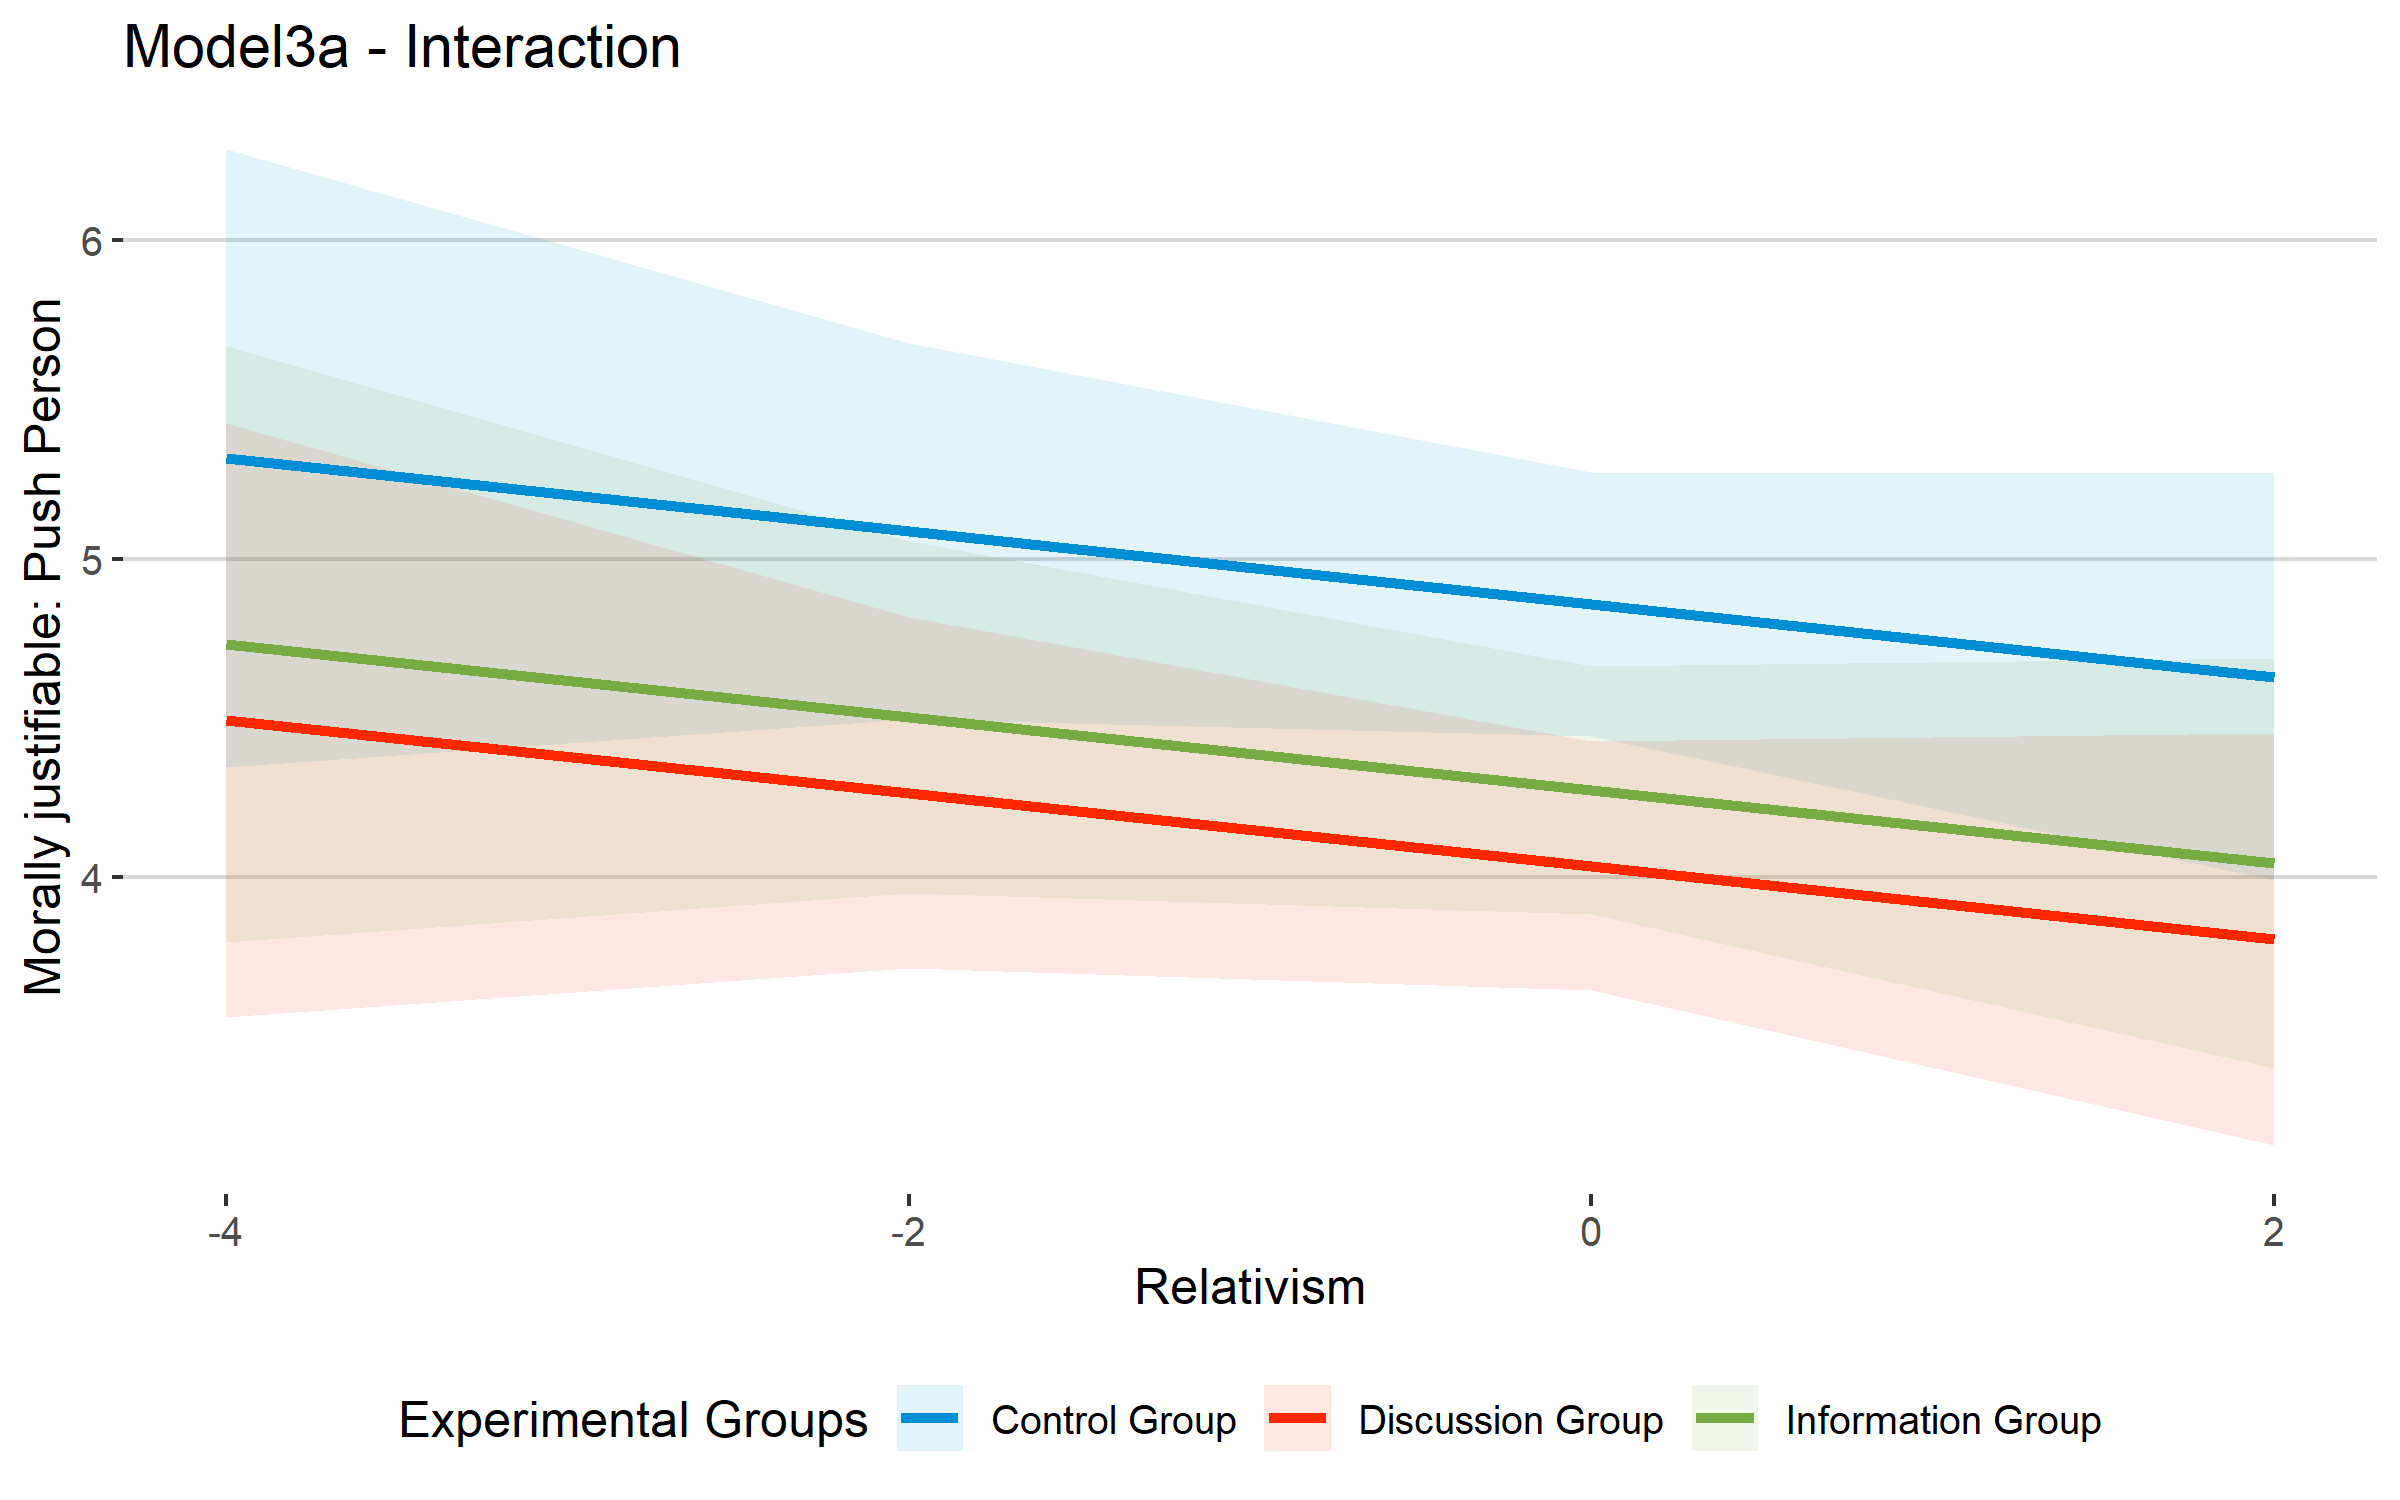 Model3a - Interaction
Morally justifiable: Push Person
6
5
4
-4 -2 0 2
Relativism
Experimental Groups Control Group Discussion Group Information Group